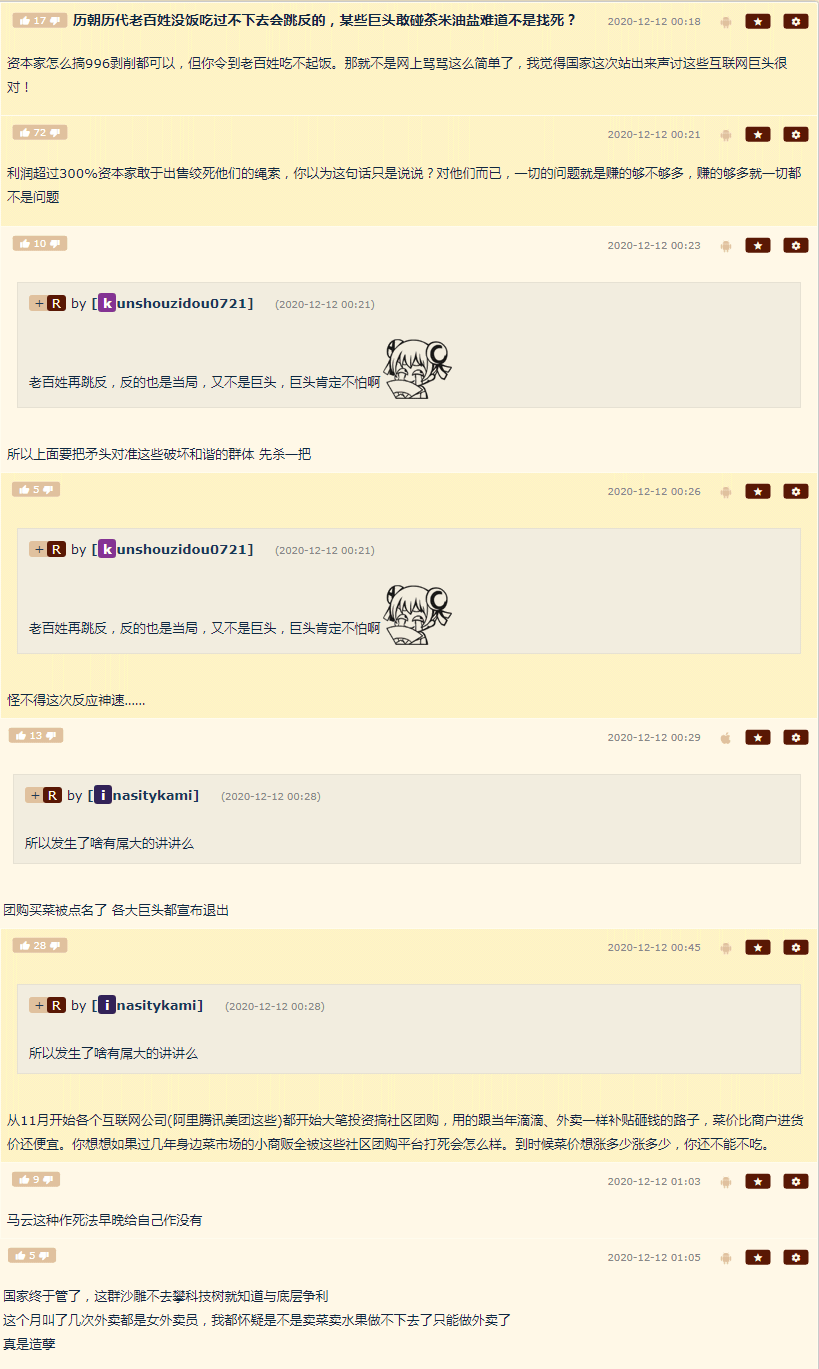 17 历朝历代老百姓没饭吃过不下去会跳反的，某些巨头敢碰茶米油盐难道不是找死？ 2020-12-12 00:18
资本家怎么搞996剥削都可以，但你令到老百姓吃不起饭。那就不是网上骂骂这么简单了，我觉得国家这次站出来声讨这些互联网巨头很
对！
72 2020-12-12 00:21
利润超过300%资本家敢于出售绞死他们的绳索，你以为这句话只是说说？对他们而已，一切的问题就是赚的够不够多，赚的够多就一切都
不是问题
10 2020-12-12 00:23
+ R by [kunshouzidou0721] (2020-12-12 00:21)
老百姓再跳反，反的也是当局，又不是巨头，巨头肯定不怕啊
所以上面要把矛头对准这些破坏和谐的群体 先杀一把
5 2020-12-12 00:26
+ R by [kunshouzidou0721] (2020-12-12 00:21)
老百姓再跳反，反的也是当局，又不是巨头，巨头肯定不怕啊
怪不得这次反应神速……
13 2020-12-12 00:29
+ R by [inasitykami] (2020-12-12 00:28)
所以发生了啥有屌大的讲讲么
团购买菜被点名了 各大巨头都宣布退出
28 2020-12-12 00:45
+ R by [inasitykami] (2020-12-12 00:28)
所以发生了啥有屌大的讲讲么
从11月开始各个互联网公司(阿里腾讯美团这些)都开始大笔投资搞社区团购，用的跟当年滴滴、外卖一样补贴砸钱的路子，菜价比商户进货
价还便宜。你想想如果过几年身边菜市场的小商贩全被这些社区团购平台打死会怎么样。到时候菜价想涨多少涨多少，你还不能不吃。
9 2020-12-12 01:03
马云这种作死法早晚给自己作没有
5 2020-12-12 01:05
国家终于管了，这群沙雕不去攀科技树就知道与底层争利
这个月叫了几次外卖都是女外卖员，我都怀疑是不是卖菜卖水果做不下去了只能做外卖了
真是造孽